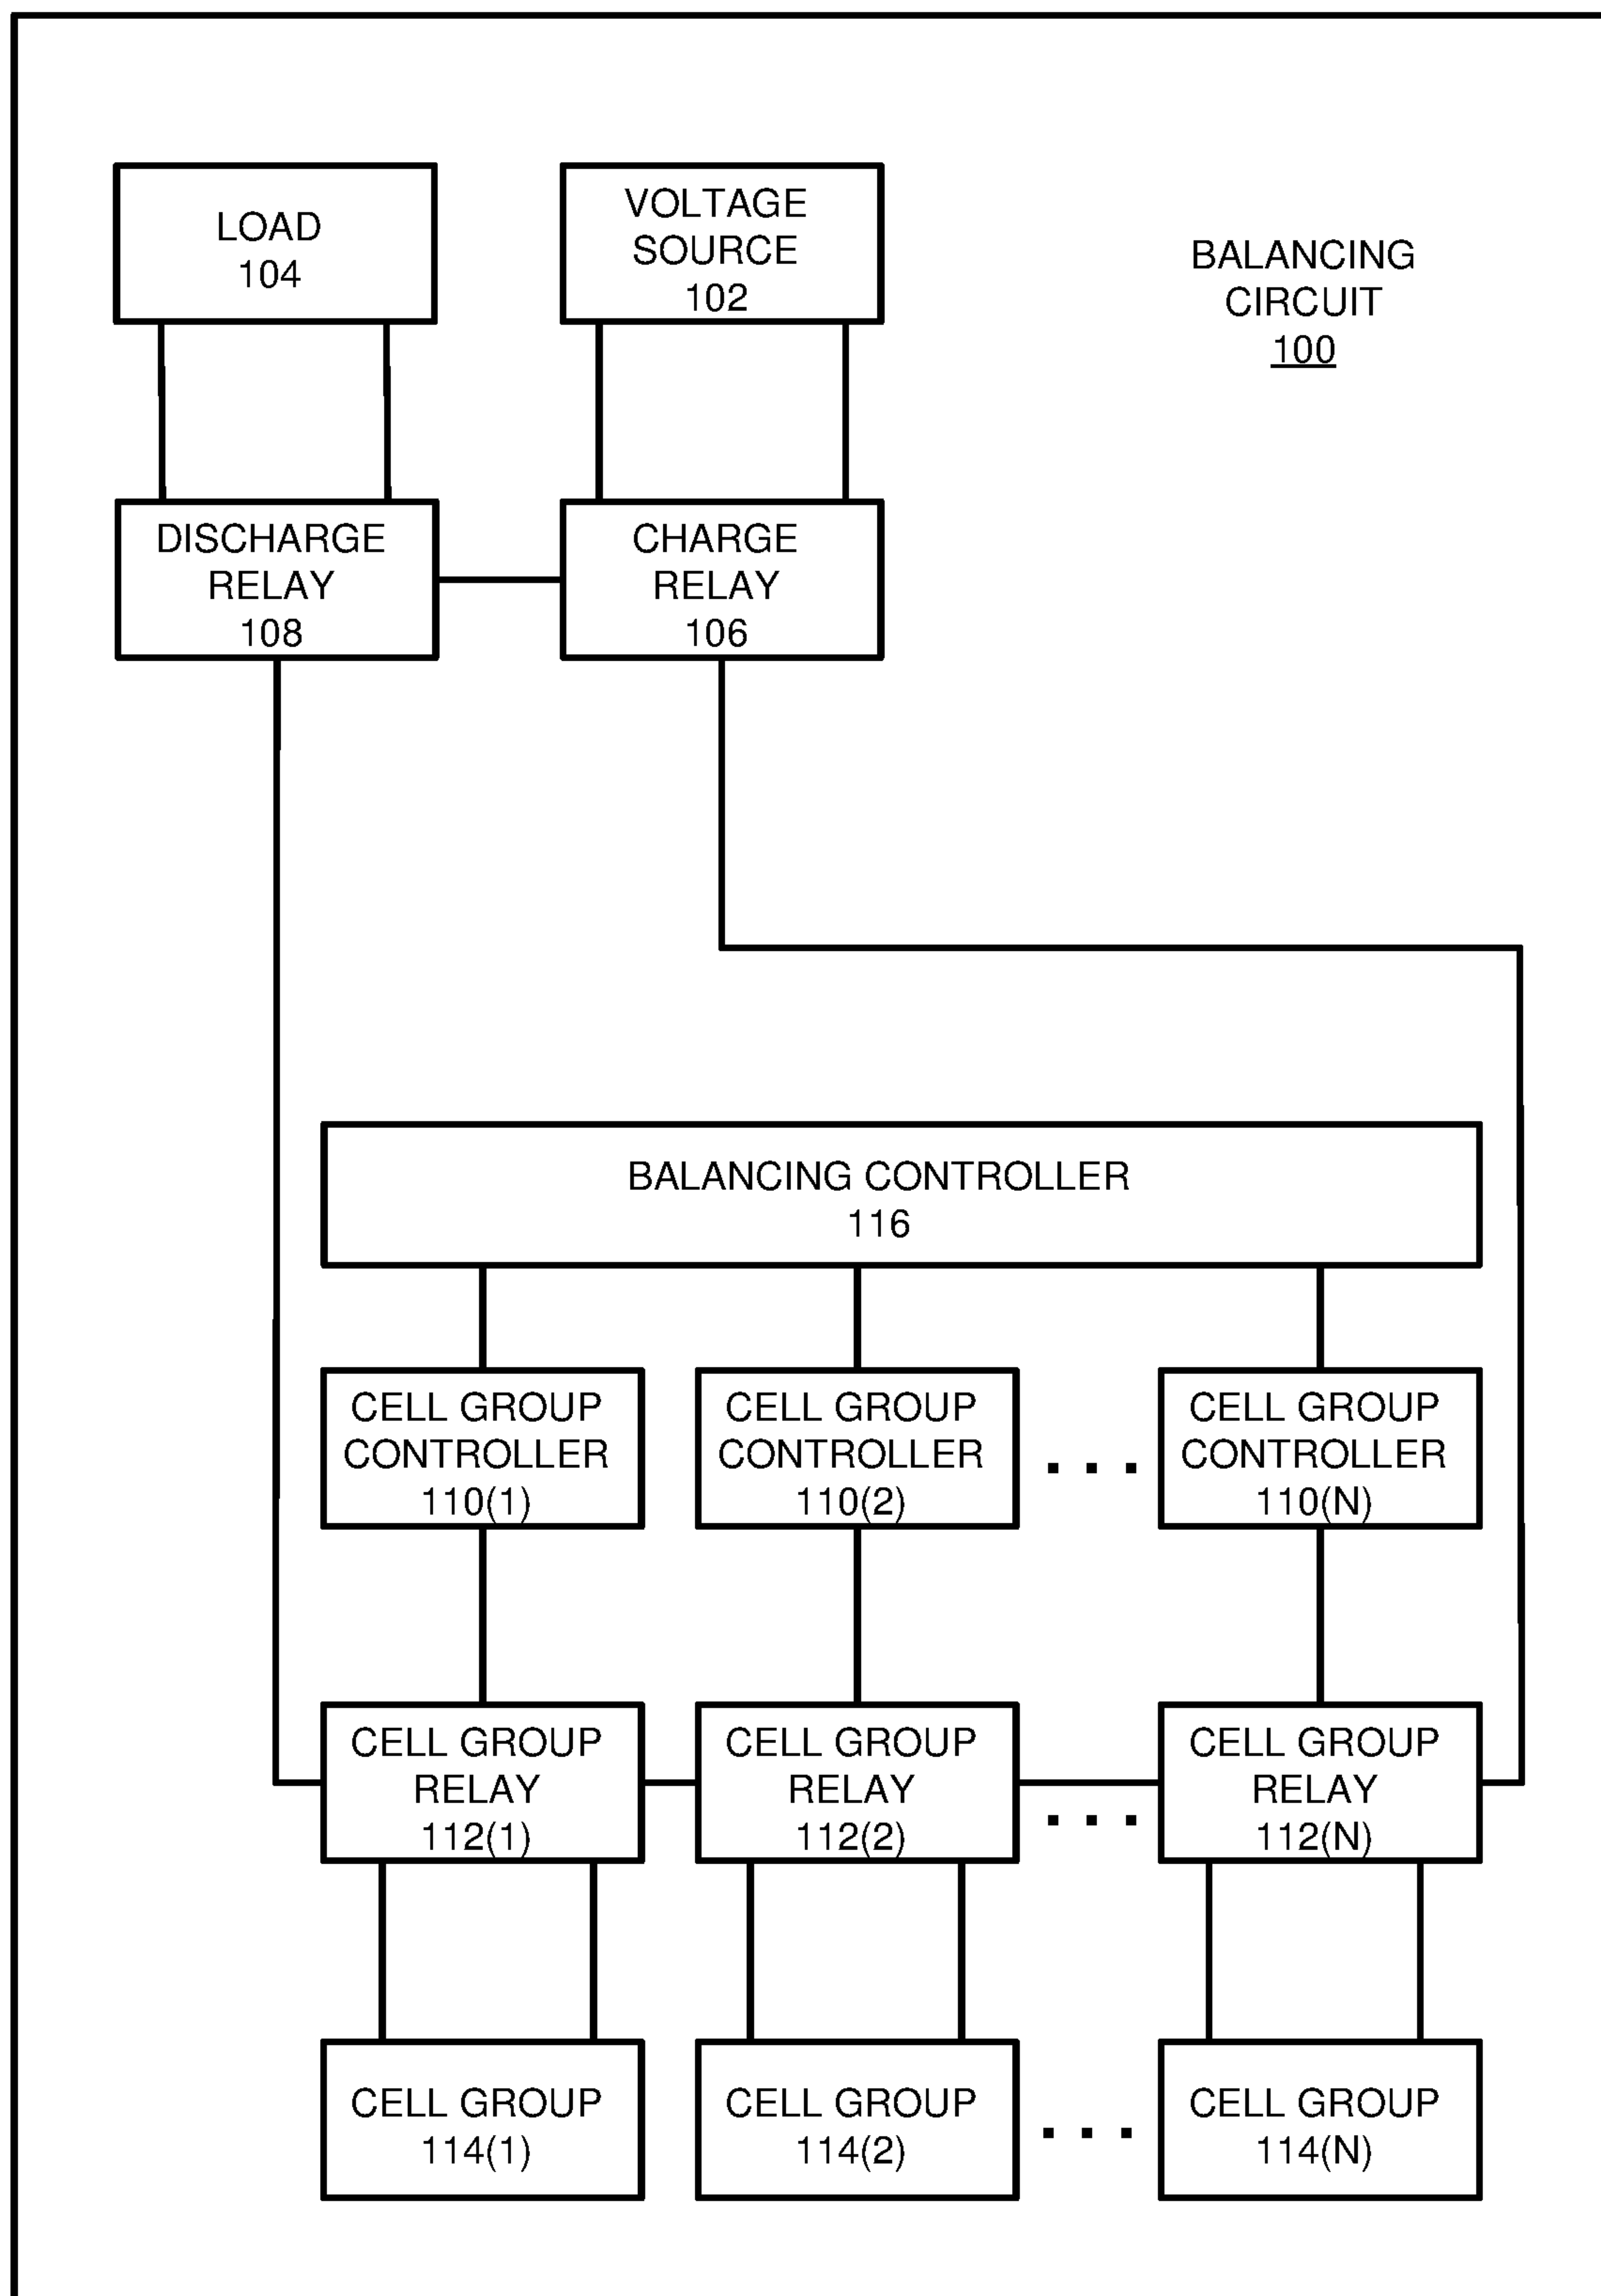 LOAD
104
VOLTAGE
SOURCE
102
BALANCING
CIRCUIT
100
DISCHARGE
RELAY
108
CHARGE
RELAY
106
BALANCING CONTROLLER
116
CELL GROUP
CONTROLLER
110(1)
CELL GROUP
CONTROLLER
110(2)
. . .
CELL GROUP
CONTROLLER
110(N)
CELL GROUP
RELAY
112(1)
CELL GROUP
RELAY
112(2)
. . .
CELL GROUP
RELAY
112(N)
CELL GROUP
114(1)
CELL GROUP
114(2)
. . .
CELL GROUP
114(N)